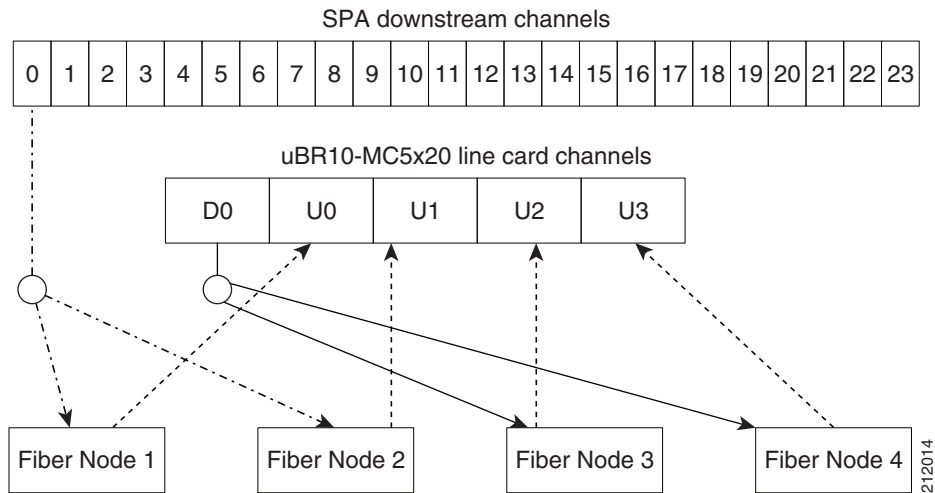 SPA downstream channels
0 1 2 3 4 5 6 7 8 9 10 11 12 13 14 15 16 17 18 19 20 21 22 23
uBR10-MC5x20 line card channels
D0 U0 U1 U2 U3
Fiber Node 1 Fiber Node 2 Fiber Node 3 Fiber Node 4
212014